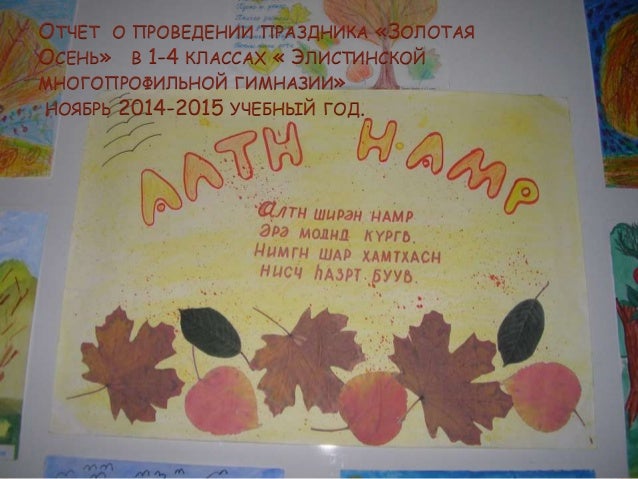 Отчет о проведении праздника «Золотая
Осень» в 1-4 классах « Элистинской
многопрофильной гимназии»
ноябрь 2014-2015 учебный год.
АЛТН НАМР
Алтн ширән намр
Әрә моднд күргв.
Нимгн шар хамтхасн
Нисч һазрт буув.